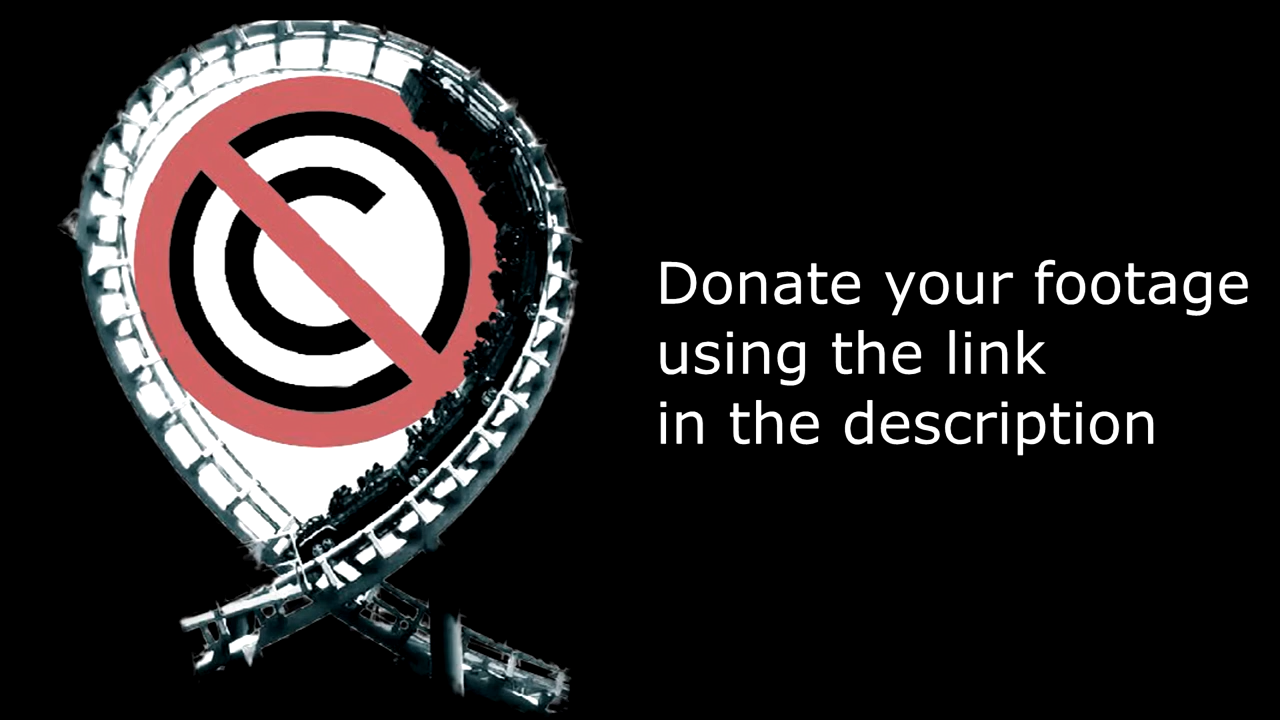 Donate your footage
using the link
in the description